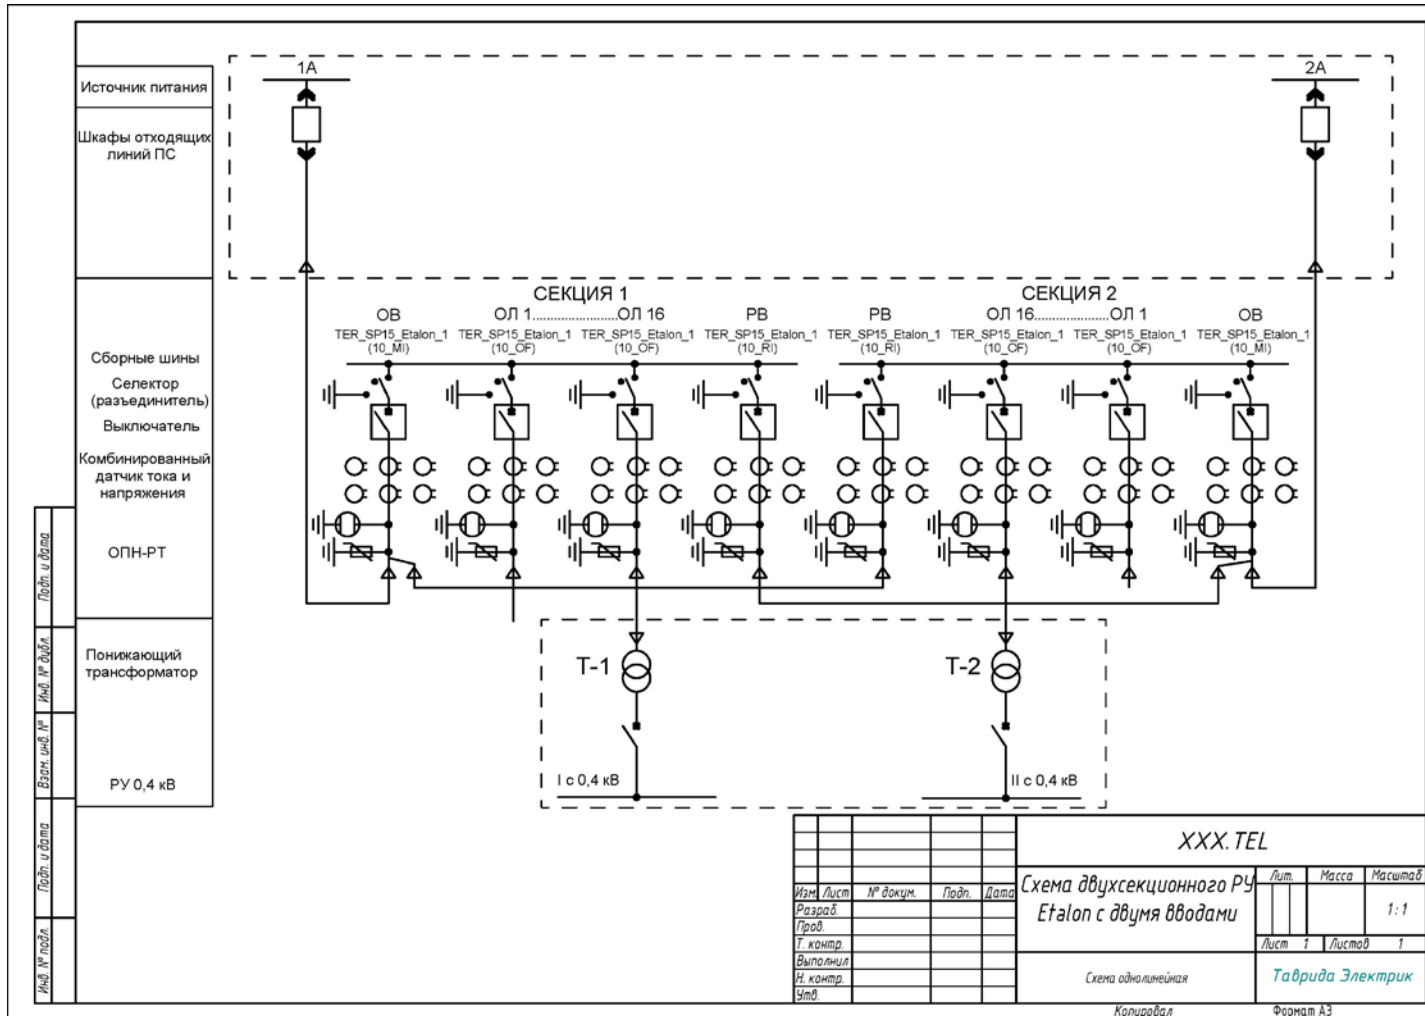 1А
2А
Источник питания
Шкафы отходящих
линий ПС
СЕКЦИЯ 1
СЕКЦИЯ 2
ОВ
ОЛ 1.....................ОЛ 16
РВ
РВ
ОЛ 16.....................ОЛ 1
ОВ
TER_SP15_Etalon_1
(10_MI)
TER_SP15_Etalon_1
(10_OF)
TER_SP15_Etalon_1
(10_OF)
TER_SP15_Etalon_1
(10_RI)
TER_SP15_Etalon_1
(10_RI)
TER_SP15_Etalon_1
(10_OF)
TER_SP15_Etalon_1
(10_OF)
TER_SP15_Etalon_1
(10_MI)
Сборные шины
Селектор
(разъединитель)
Выключатель
Комбинированный
датчик тока и
напряжения
ОПН-РТ
Понижающий
трансформатор
Т-1
Т-2
РУ 0,4 кВ
I с 0,4 кВ
II с 0,4 кВ
Подп. и дата
Инв. № дубл.
Взам. инв. №
Подп. и дата
Инв. № подл.
XXX.TEL
Изм. Лист № докум. Подп. Дата
Разраб.
Пров.
Т. контр.
Выполнил
Н. контр.
Утв.
Схема двухсекционного РУ
Etalon с двумя вводами
Лит. Масса Масштаб
1:1
Лист 1 Листов 1
Схема однолинейная
Таврида Электрик
Копировал Формат А3